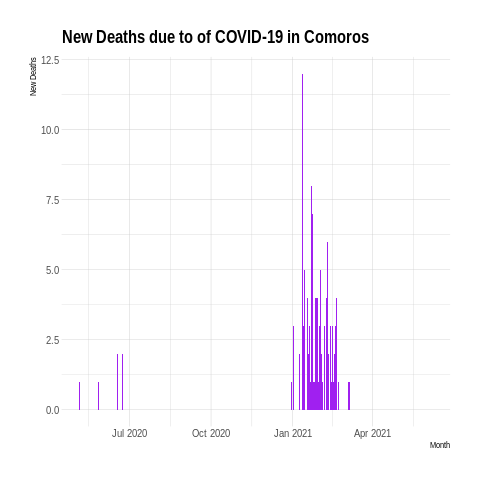 New Deaths due to of COVID-19 in Comoros
New Deaths
12.5
10.0
7.5
5.0
2.5
0.0
Jul 2020 Oct 2020 Jan 2021 Apr 2021
Month